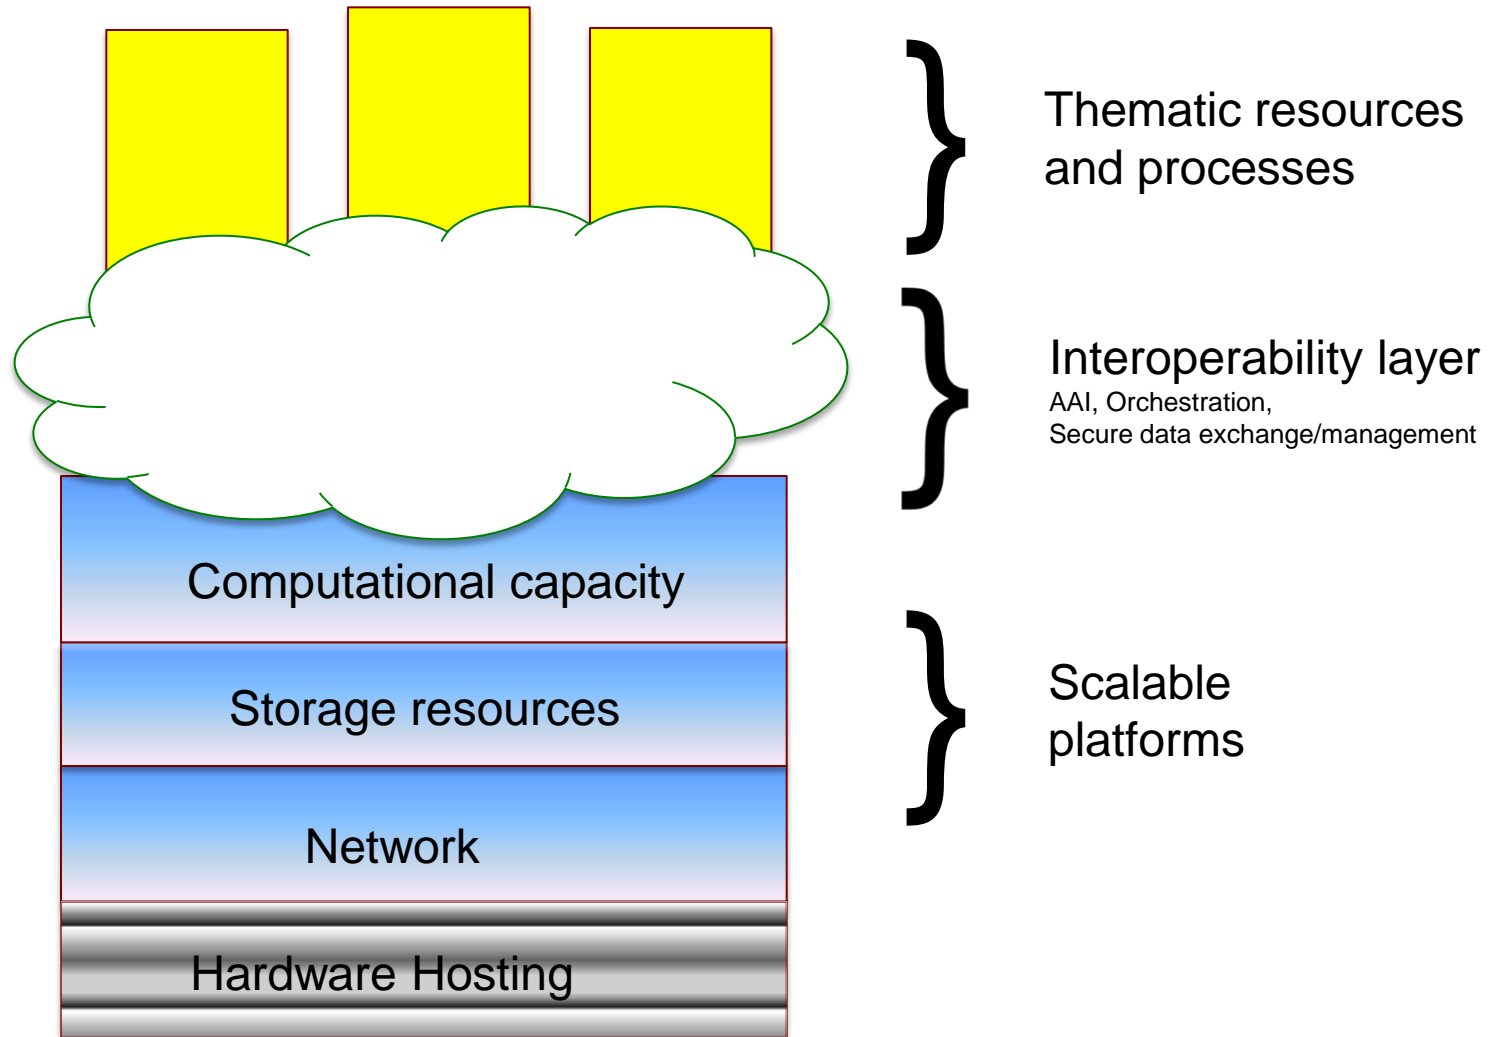 Thematic resources
and processes
Interoperability layer
AAI, Orchestration,
Secure data exchange/management
Computational capacity
Storage resources
Scalable
platforms
Network
Hardware Hosting